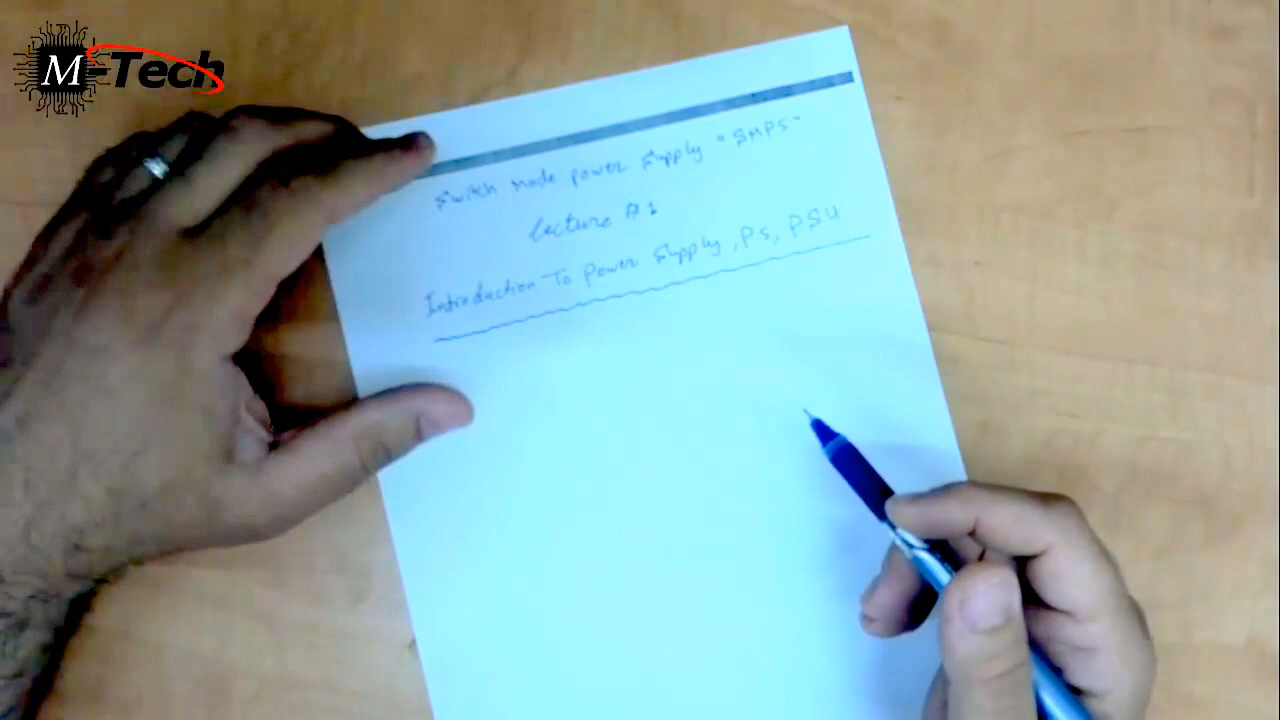 M-Tech
Switch Mode power Supply "SMPS"
lecture #1
Introduction To power Supply, PS, PSU